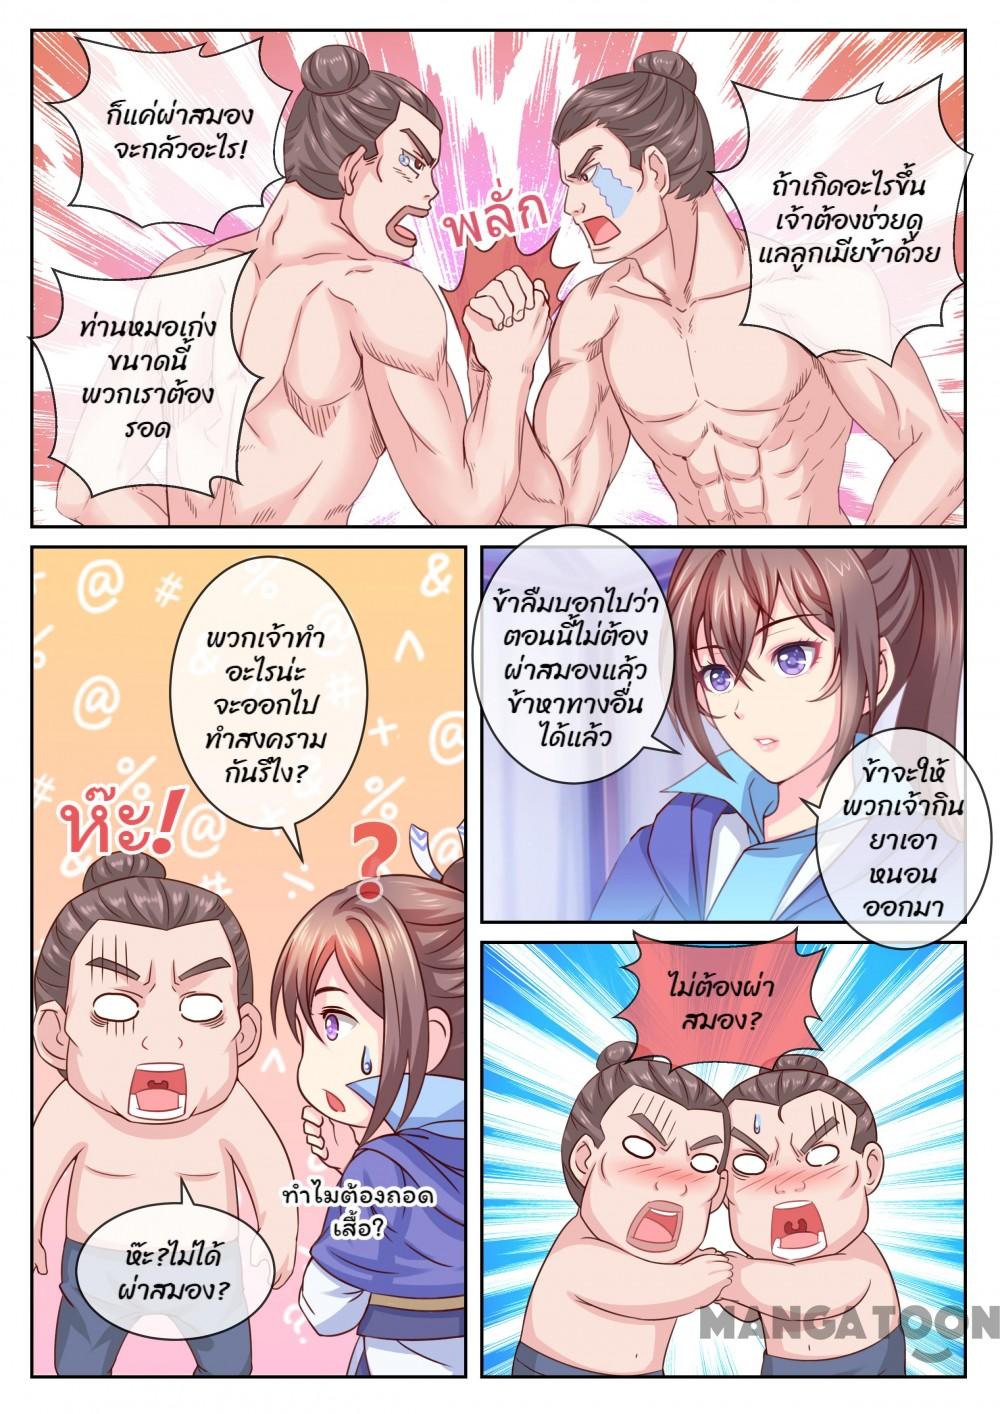 ก็แค่ผ่าสมอง
จะกลัวอะไร!
ถ้าเกิดอะไรขึ้น
เจ้าต้องช่วยดู
แลลูกเมียข้าด้วย
พลั่ก
ท่านหมอเก่ง
ขนาดนี้
พวกเราต้อง
รอด
พวกเจ้าทำ
อะไรน่ะ
จะออกไป
ทำสงคราม
กันรึไง?
ห๊ะ!
?
ทำไมต้องถอด
เสื้อ?
ห๊ะ?ไม่ได้
ผ่าสมอง?
ข้าลืมบอกไปว่า
ตอนนี้ไม่ต้อง
ผ่าสมองแล้ว
ข้าหาทางอื่น
ได้แล้ว
ข้าจะให้
พวกเจ้ากิน
ยาเอา
หนอน
ออกมา
ไม่ต้องผ่า
สมอง?
MANGATOON